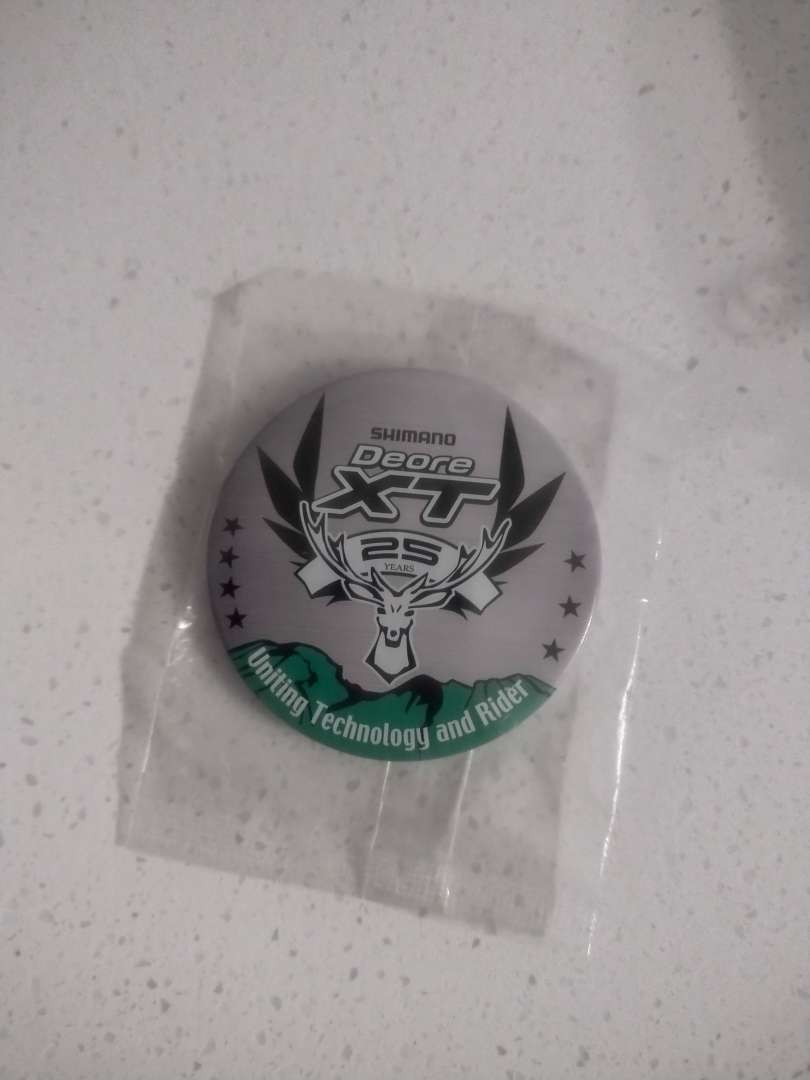 SHIMANO
Deore
XT
25
YEARS
Uniting Technology and Rider